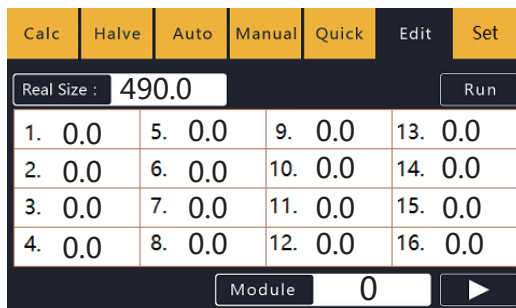 Calc Halve Auto Manual Quick Edit Set
Real Size : 490.0 Run
1. 0.0 5. 0.0 9. 0.0 13. 0.0
2. 0.0 6. 0.0 10. 0.0 14. 0.0
3. 0.0 7. 0.0 11. 0.0 15. 0.0
4. 0.0 8. 0.0 12. 0.0 16. 0.0
Module 0